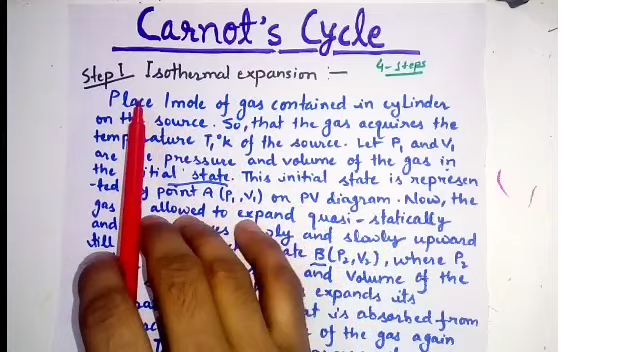 Carnot's Cycle
4-Steps
Step I Isothermal expansion :-
Place 1 mole of gas contained in cylinder
on the source. So, that the gas acquires the
temperature T₁°k of the source. Let P₁ and V₁
are pressure and volume of the gas in
the initial state. This initial state is represen
-ted point A (P₁, V₁) on PV diagram. Now, the
gas allowed to expand quasi-statically
and slowly and slowly upward
till B (P₂, V₂), where P₂
and volume of the
expands its
is absorbed from
of the gas again